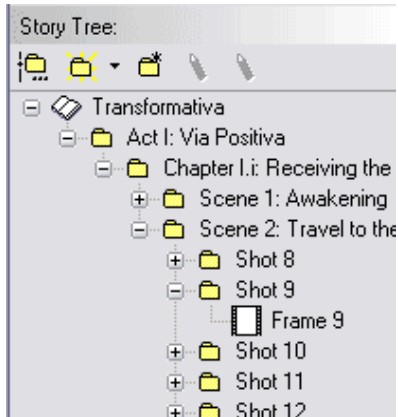 Story Tree:
Transformativa
Act I: Via Positiva
Chapter I.i: Receiving the
Scene 1: Awakening
Scene 2: Travel to the
Shot 8
Shot 9
Frame 9
Shot 10
Shot 11
Shot 12